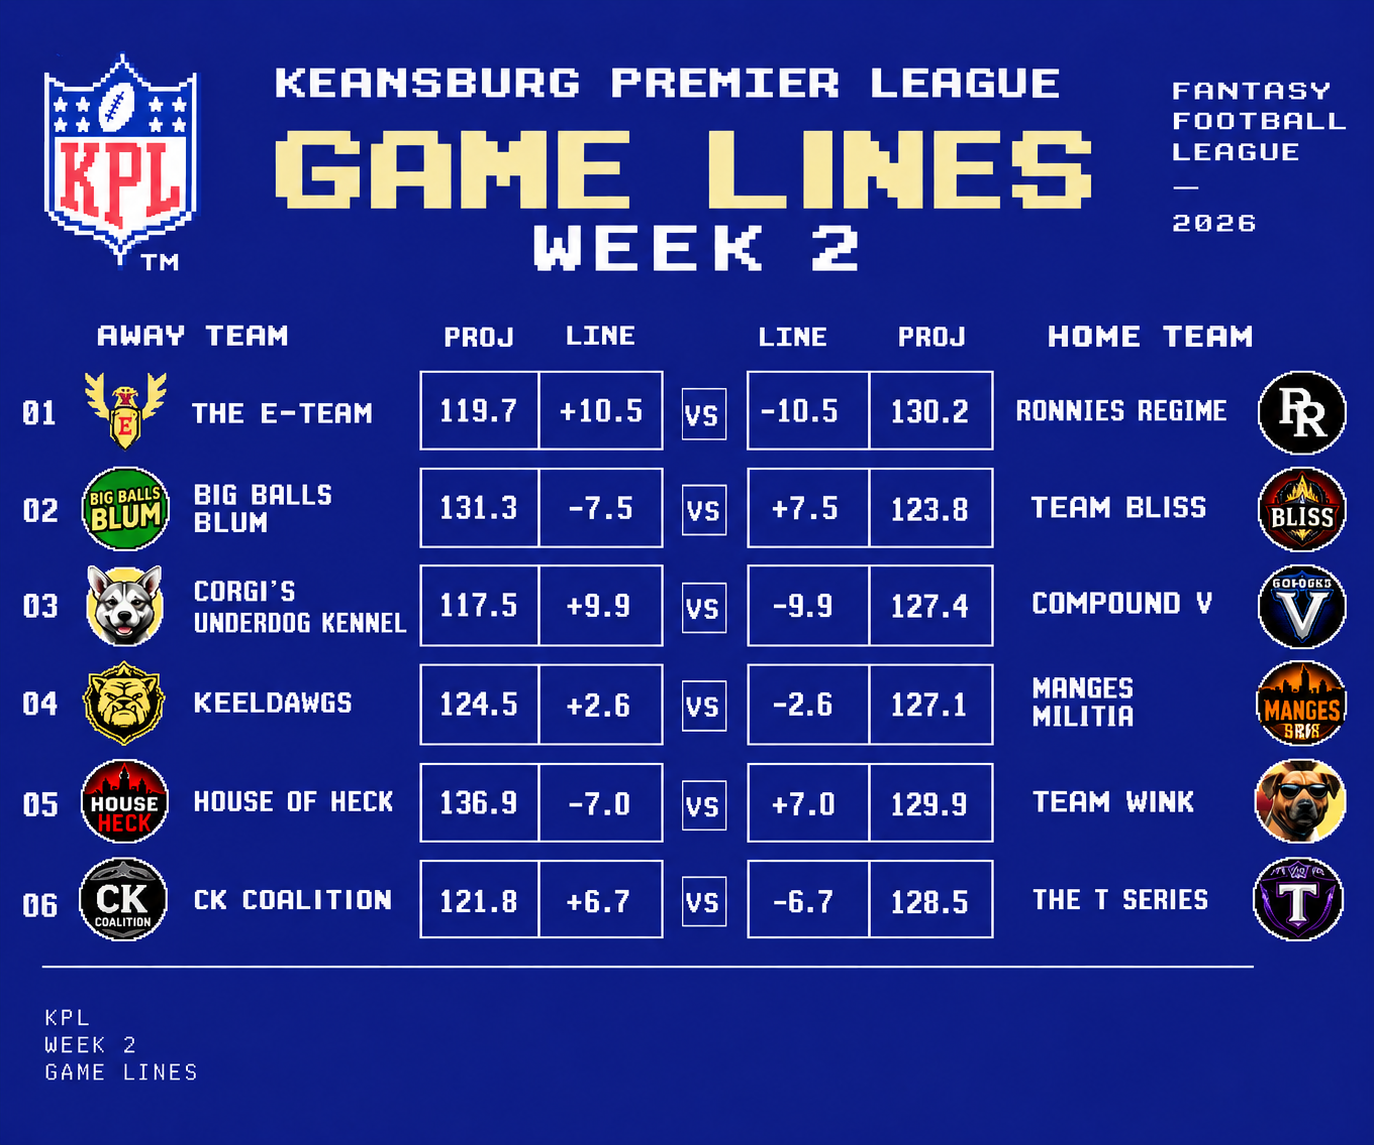 KEANSBURG PREMIER LEAGUE
GAME LINES
WEEK 2
KPL
TM
FANTASY
FOOTBALL
LEAGUE
—
2026
AWAY TEAM PROJ LINE LINE PROJ HOME TEAM
01 E THE E-TEAM 119.7 +10.5 VS -10.5 130.2 RONNIES REGIME RR
02 BIG BALLS BLUM BIG BALLS
BLUM 131.3 -7.5 VS +7.5 123.8 TEAM BLISS BLISS
03 CORGI'S
UNDERDOG KENNEL 117.5 +9.9 VS -9.9 127.4 COMPOUND V V
04 KEELDAWGS 124.5 +2.6 VS -2.6 127.1 MANGES
MILITIA MANGES
05 HOUSE HECK HOUSE OF HECK 136.9 -7.0 VS +7.0 129.9 TEAM WINK
06 CK COALITION CK COALITION 121.8 +6.7 VS -6.7 128.5 THE T SERIES T
KPL
WEEK 2
GAME LINES